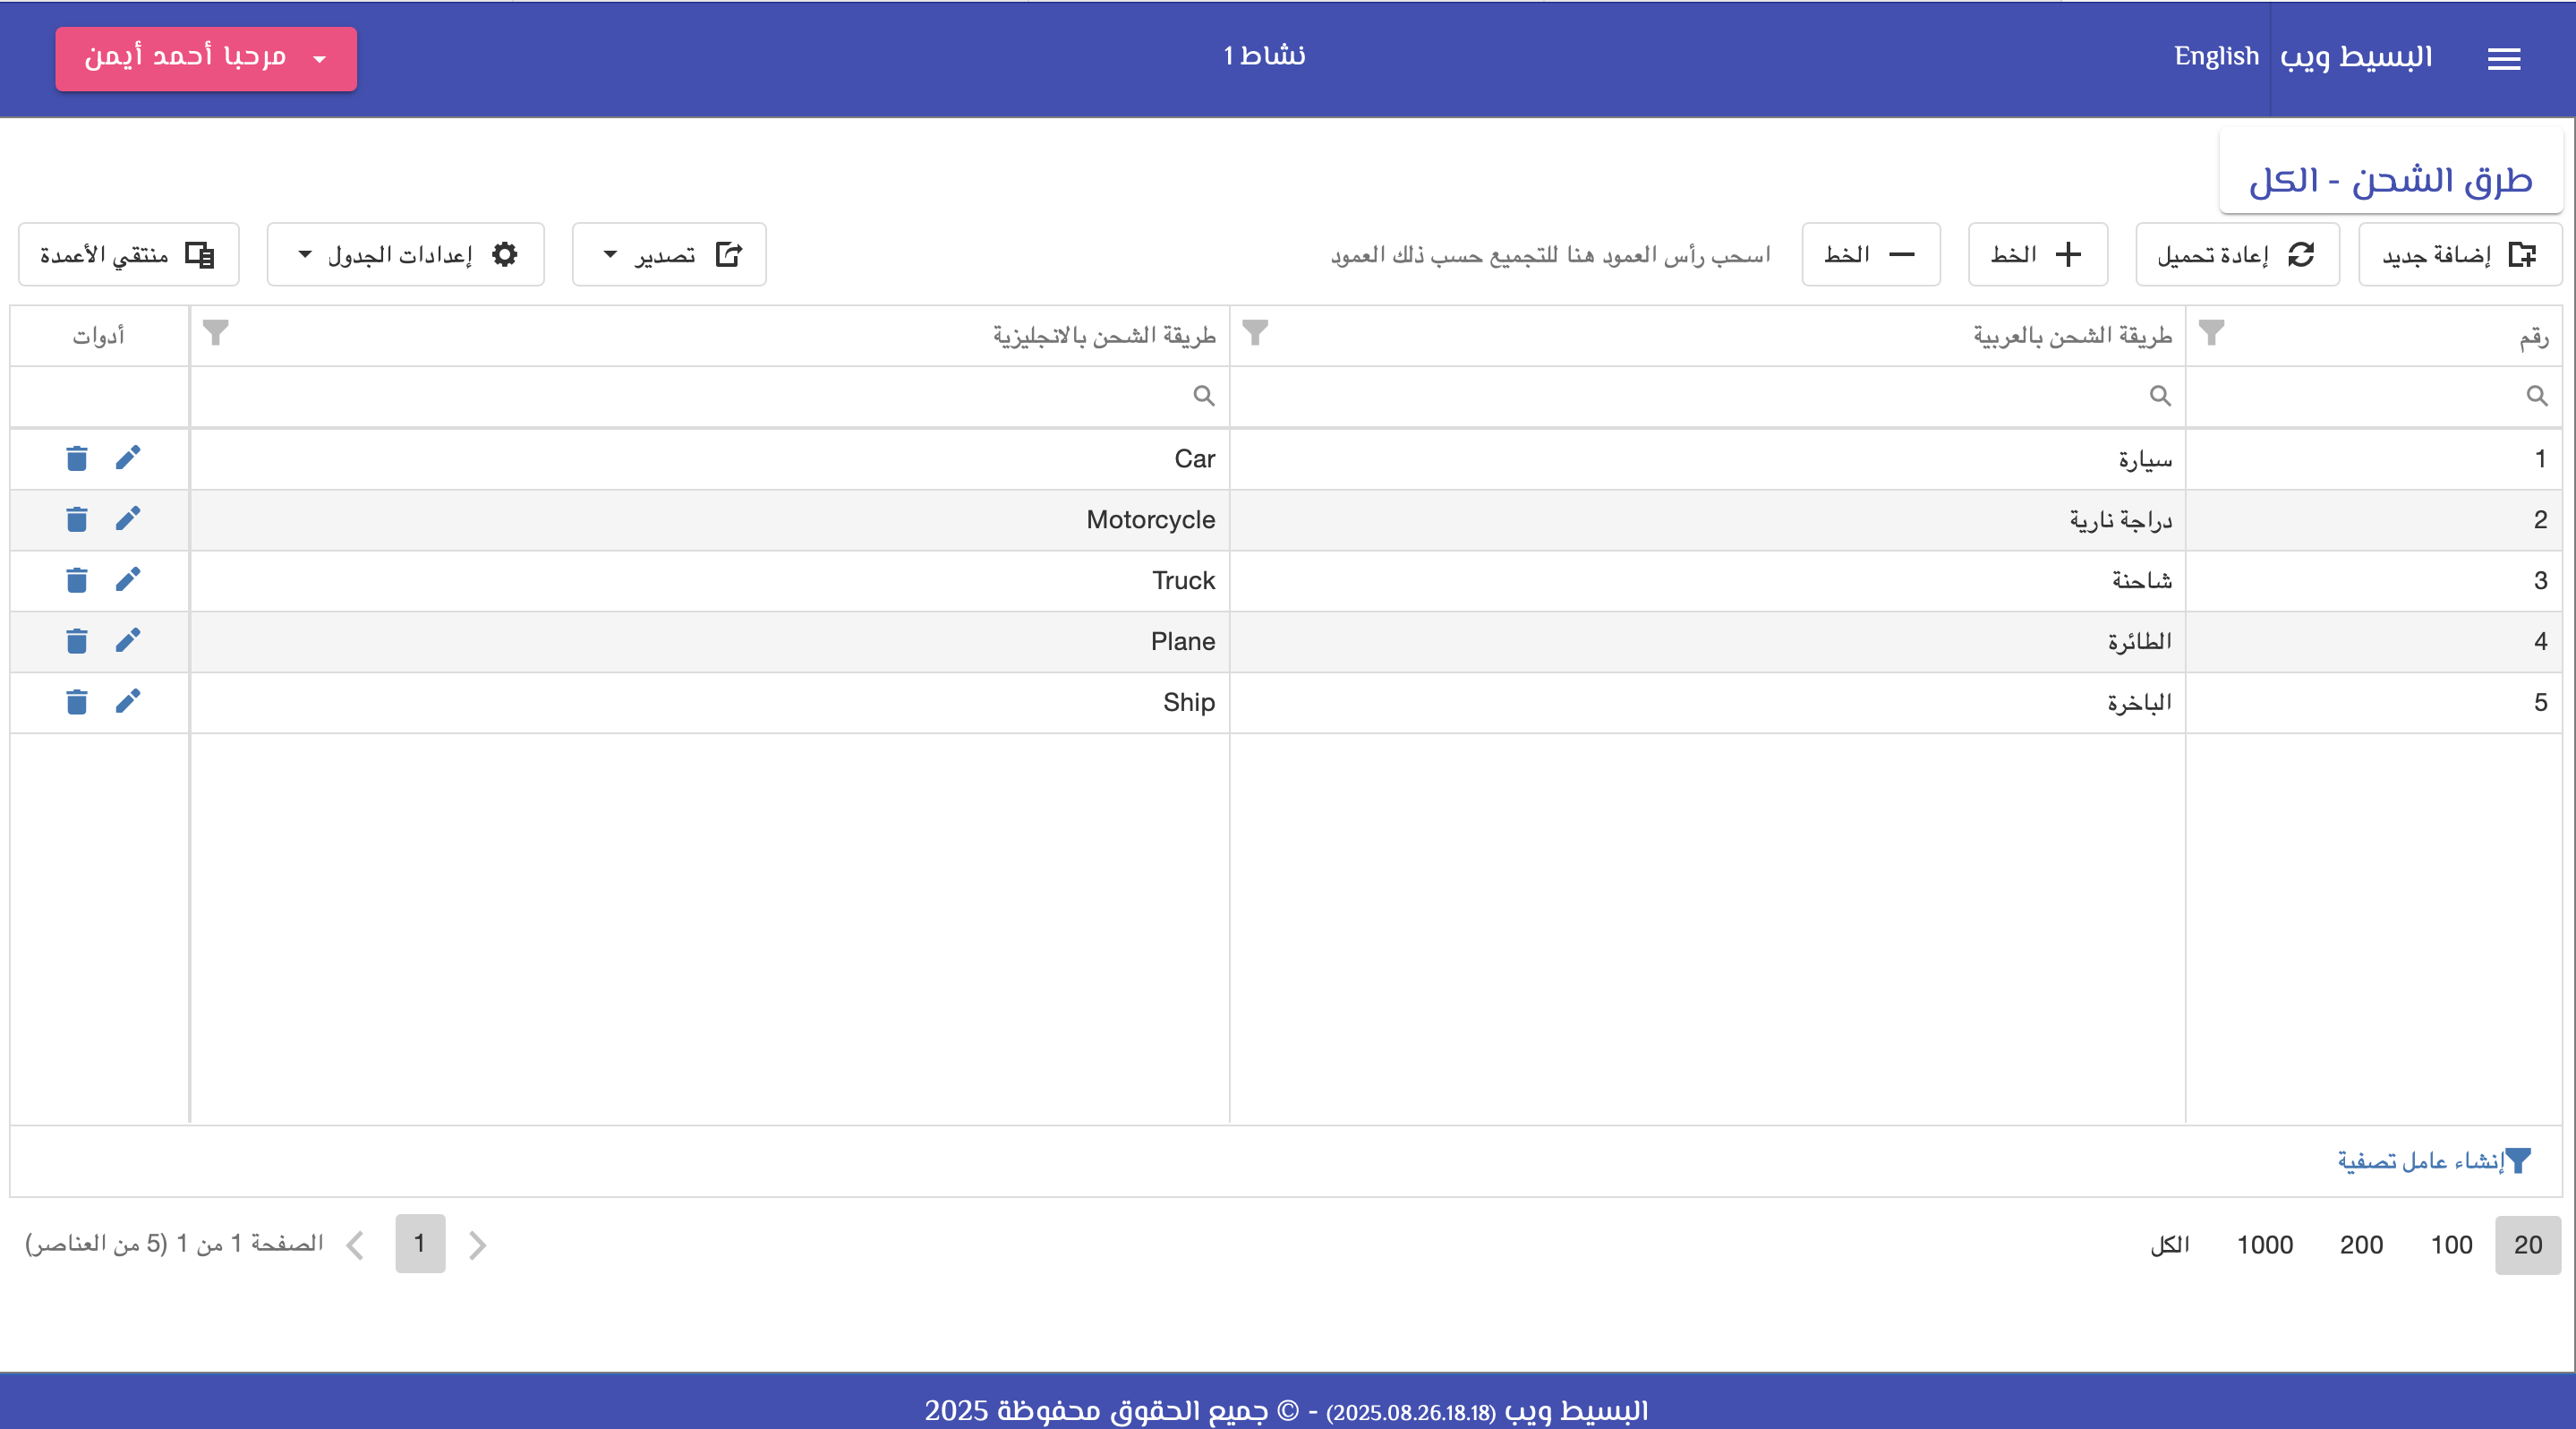 البسيط ويب English نشاط 1 مرحبا أحمد أيمن
طرق الشحن - الكل
إضافة جديد إعادة تحميل الخط الخط اسحب رأس العمود هنا للتجميع حسب ذلك العمود تصدير إعدادات الجدول منتقي الأعمدة
رقم طريقة الشحن بالعربية طريقة الشحن بالانجليزية أدوات
1 سيارة Car
2 دراجة نارية Motorcycle
3 شاحنة Truck
4 الطائرة Plane
5 الباخرة Ship
إنشاء عامل تصفية
20 100 200 1000 الكل 1 الصفحة 1 من 1 (5 من العناصر)
البسيط ويب (2025.08.26.18.18) - © جميع الحقوق محفوظة 2025